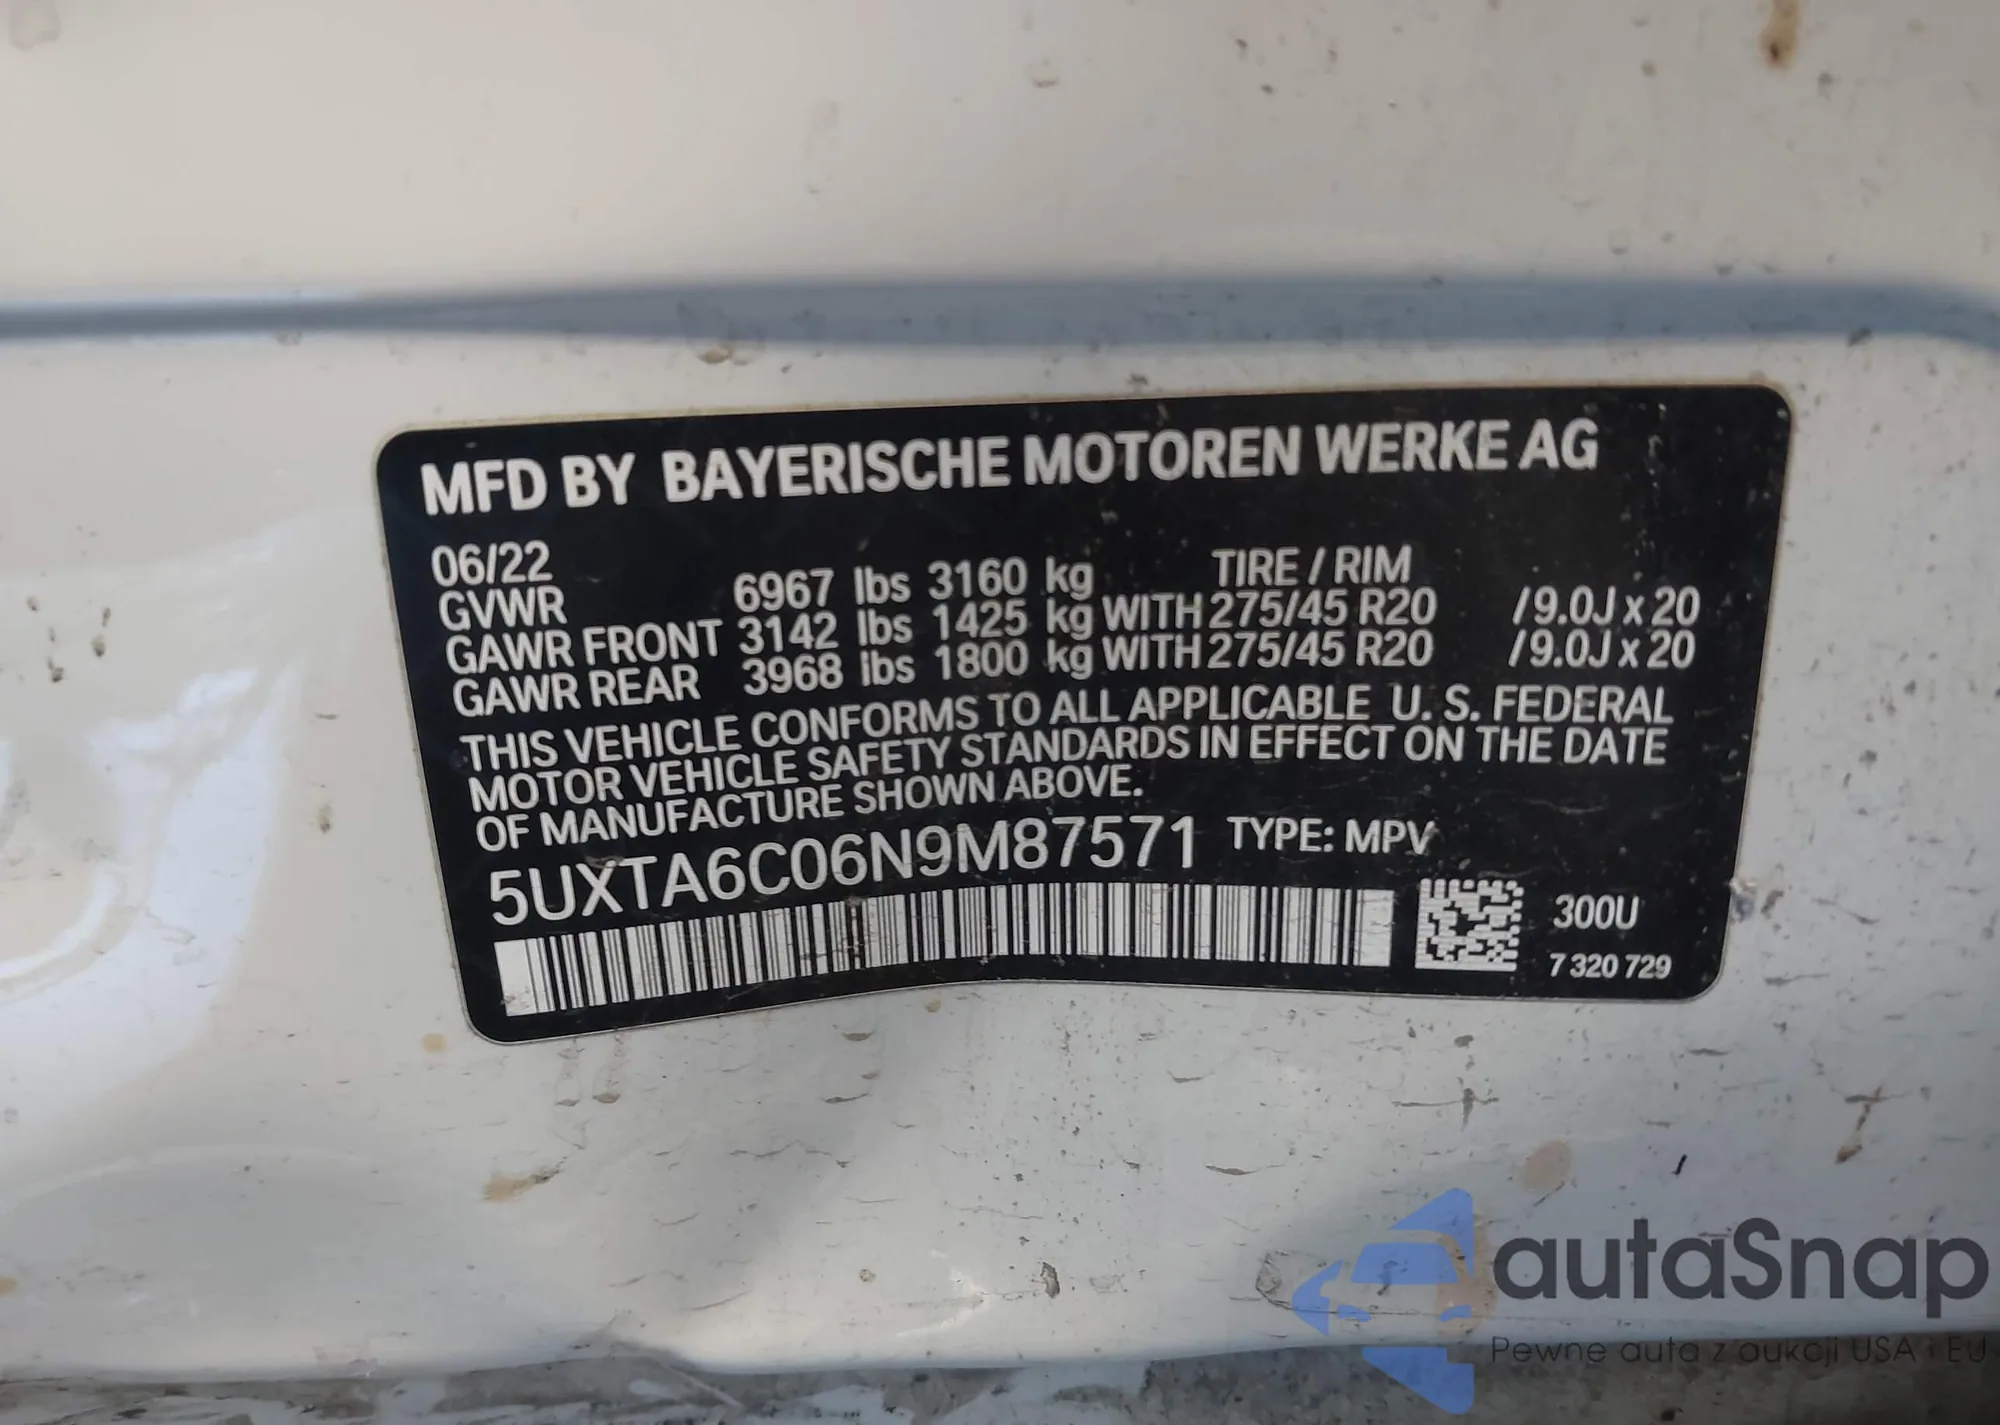 MFD BY BAYERISCHE MOTOREN WERKE AG
06/22 TIRE / RIM
GVWR 6967 lbs 3160 kg
GAWR FRONT 3142 lbs 1425 kg WITH 275/45 R20 /9.0J x 20
GAWR REAR 3968 lbs 1800 kg WITH 275/45 R20 /9.0J x 20
THIS VEHICLE CONFORMS TO ALL APPLICABLE U. S. FEDERAL
MOTOR VEHICLE SAFETY STANDARDS IN EFFECT ON THE DATE
OF MANUFACTURE SHOWN ABOVE.
5UXTA6C06N9M87571 TYPE: MPV
300U
7 320 729
autaSnap
Pewne auta z aukcji USA i EU